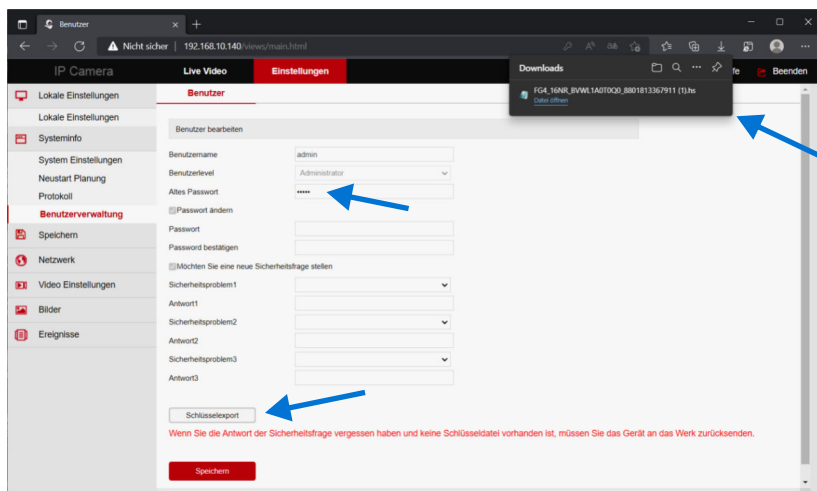 Benutzer
Nicht sicher
192.168.10.140/views/main.html
IP Camera
Live Video
Einstellungen
Beenden
Downloads
FG4_16NR_BVWL1A0T0Q0_8801813367911 (1).hs
Datei öffnen
Lokale Einstellungen
Lokale Einstellungen
Systeminfo
System Einstellungen
Neustart Planung
Protokoll
Benutzerverwaltung
Speichern
Netzwerk
Video Einstellungen
Bilder
Ereignisse
Benutzer
Benutzer bearbeiten
Benutzername
admin
Benutzerlevel
Administrator
Altes Passwort
•••••
Passwort ändern
Passwort
Password bestätigen
Möchten Sie eine neue Sicherheitsfrage stellen
Sicherheitsproblem1
Antwort1
Sicherheitsproblem2
Antwort2
Sicherheitsproblem3
Antwort3
Schlüsselexport
Wenn Sie die Antwort der Sicherheitsfrage vergessen haben und keine Schlüsseldatei vorhanden ist, müssen Sie das Gerät an das Werk zurücksenden.
Speichern